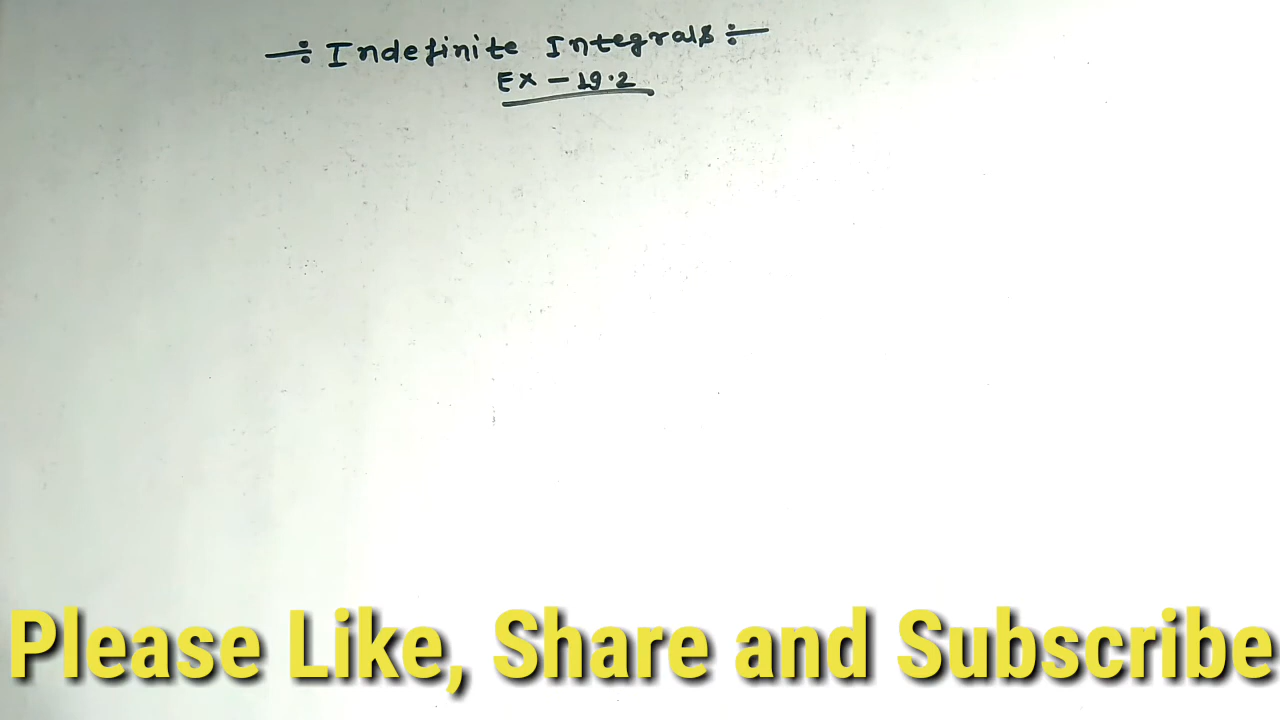 ÷ Indefinite Integrals ÷
EX - 19.2
Please Like, Share and Subscribe